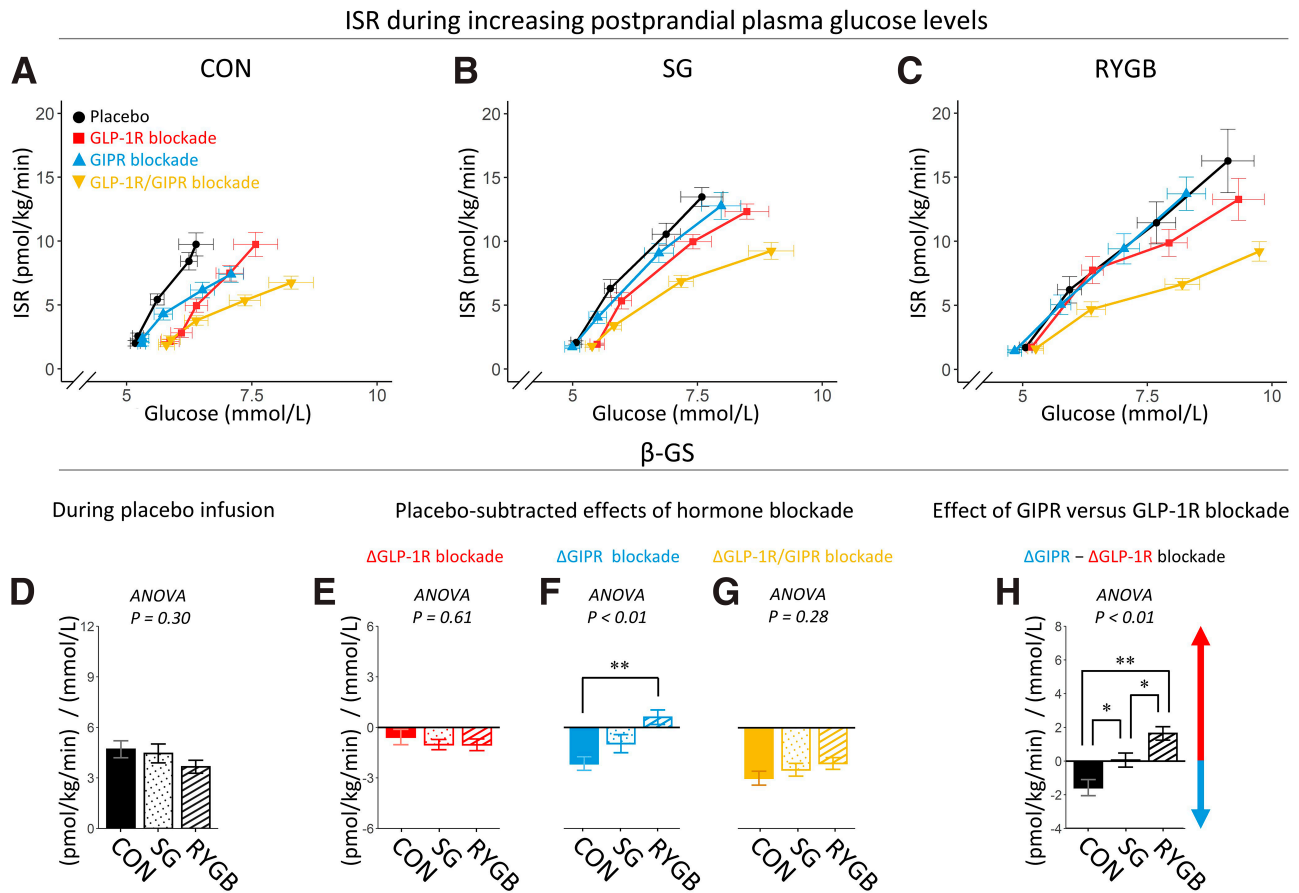 ISR during increasing postprandial plasma glucose levels
A
CON
B
SG
C
RYGB
ISR (pmol/kg/min)
20
15
10
5
0
Placebo
GLP-1R blockade
GIPR blockade
GLP-1R/GIPR blockade
5
7.5
10
Glucose (mmol/L)
ISR (pmol/kg/min)
20
15
10
5
0
5
7.5
10
Glucose (mmol/L)
ISR (pmol/kg/min)
20
15
10
5
0
5
7.5
10
Glucose (mmol/L)
β-GS
During placebo infusion
Placebo-subtracted effects of hormone blockade
Effect of GIPR versus GLP-1R blockade
ΔGLP-1R blockade
ΔGIPR blockade
ΔGLP-1R/GIPR blockade
ΔGIPR – ΔGLP-1R blockade
D
ANOVA
P = 0.30
(pmol/kg/min) / (mmol/L)
12
9
6
3
0
CON
SG
RYGB
E
ANOVA
P = 0.61
(pmol/kg/min) / (mmol/L)
6
3
0
-3
-6
CON
SG
RYGB
F
ANOVA
P < 0.01
**
CON
SG
RYGB
G
ANOVA
P = 0.28
CON
SG
RYGB
H
ANOVA
P < 0.01
(pmol/kg/min) / (mmol/L)
8
6
4
2
0
-2
-4
**
*
*
CON
SG
RYGB